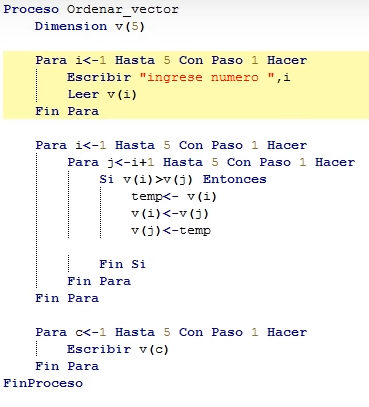 Proceso Ordenar_vector
Dimension v(5)
Para i<-1 Hasta 5 Con Paso 1 Hacer
Escribir "ingrese numero ",i
Leer v(i)
Fin Para
Para i<-1 Hasta 5 Con Paso 1 Hacer
Para j<-i+1 Hasta 5 Con Paso 1 Hacer
Si v(i)>v(j) Entonces
temp<- v(i)
v(i)<-v(j)
v(j)<-temp
Fin Si
Fin Para
Fin Para
Para c<-1 Hasta 5 Con Paso 1 Hacer
Escribir v(c)
Fin Para
FinProceso